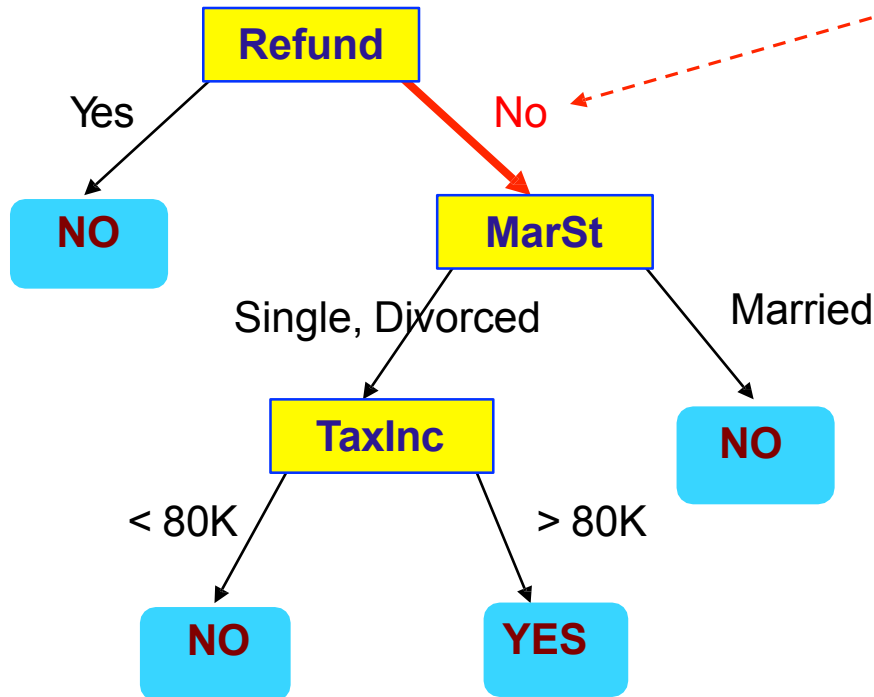 Refund
Yes
No
NO
MarSt
Single, Divorced
Married
TaxInc
NO
< 80K
> 80K
NO
YES